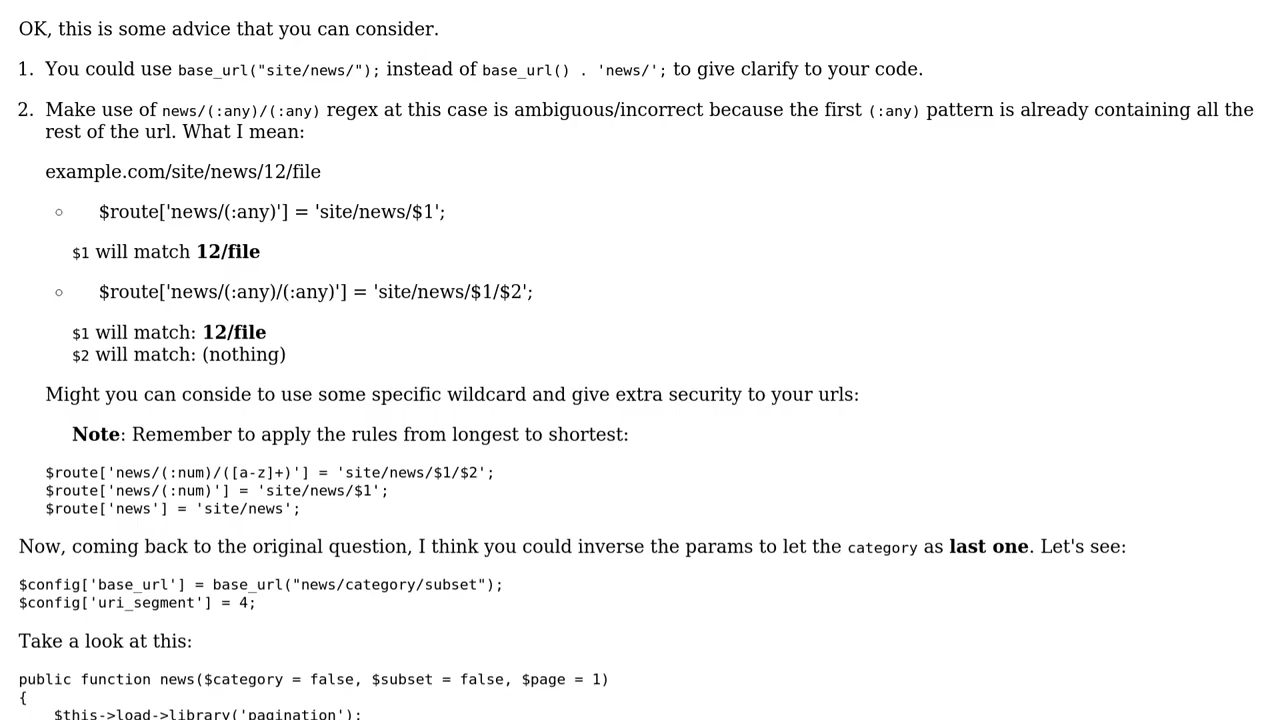 OK, this is some advice that you can consider.
1. You could use base_url("site/news/"); instead of base_url() . 'news/'; to give clarify to your code.
2. Make use of news/(:any)/(:any) regex at this case is ambiguous/incorrect because the first (:any) pattern is already containing all the
rest of the url. What I mean:
example.com/site/news/12/file
◦ $route['news/(:any)'] = 'site/news/$1';
$1 will match 12/file
◦ $route['news/(:any)/(:any)'] = 'site/news/$1/$2';
$1 will match: 12/file
$2 will match: (nothing)
Might you can conside to use some specific wildcard and give extra security to your urls:
Note: Remember to apply the rules from longest to shortest:
$route['news/(:num)/([a-z]+)'] = 'site/news/$1/$2';
$route['news/(:num)'] = 'site/news/$1';
$route['news'] = 'site/news';
Now, coming back to the original question, I think you could inverse the params to let the category as last one. Let's see:
$config['base_url'] = base_url("news/category/subset");
$config['uri_segment'] = 4;
Take a look at this:
public function news($category = false, $subset = false, $page = 1)
{
    $this->load->library('pagination');